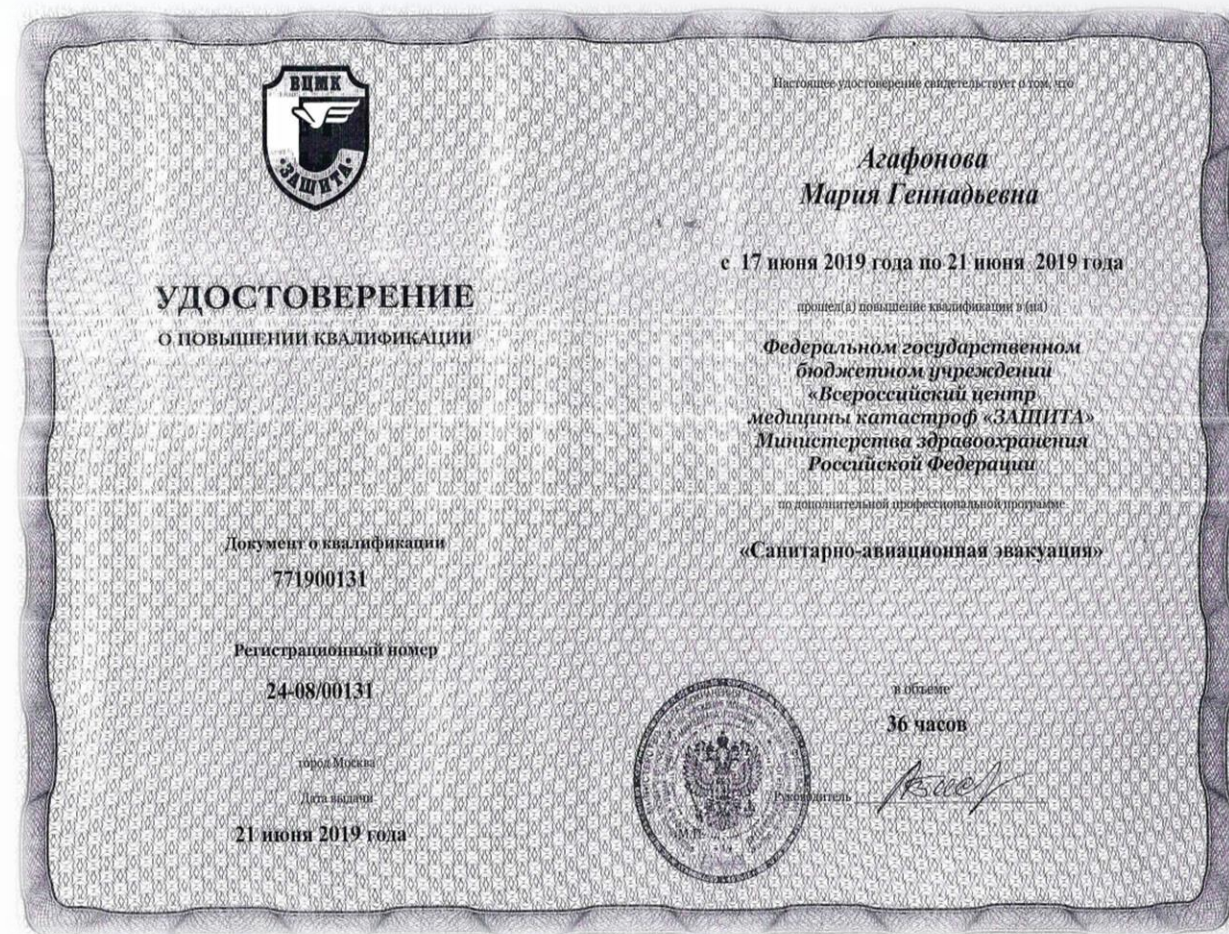 ВЦМК
ЗАЩИТА
УДОСТОВЕРЕНИЕ
О ПОВЫШЕНИИ КВАЛИФИКАЦИИ
Документ о квалификации
771900131
Регистрационный номер
24-08/00131
город Москва
Дата выдачи
21 июня 2019 года
Настоящее удостоверение свидетельствует о том, что
Агафонова
Мария Геннадьевна
с 17 июня 2019 года по 21 июня 2019 года
прошел(а) повышение квалификации в (на)
Федеральном государственном
бюджетном учреждении
«Всероссийский центр
медицины катастроф «ЗАЩИТА»
Министерства здравоохранения
Российской Федерации
по дополнительной профессиональной программе
«Санитарно-авиационная эвакуация»
в объеме
36 часов
Руководитель
М.П.